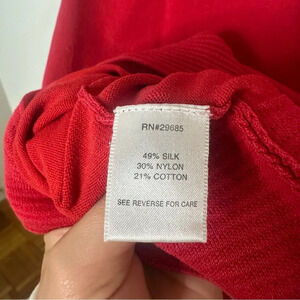 RN#29685
49% SILK
30% NYLON
21% COTTON
SEE REVERSE FOR CARE